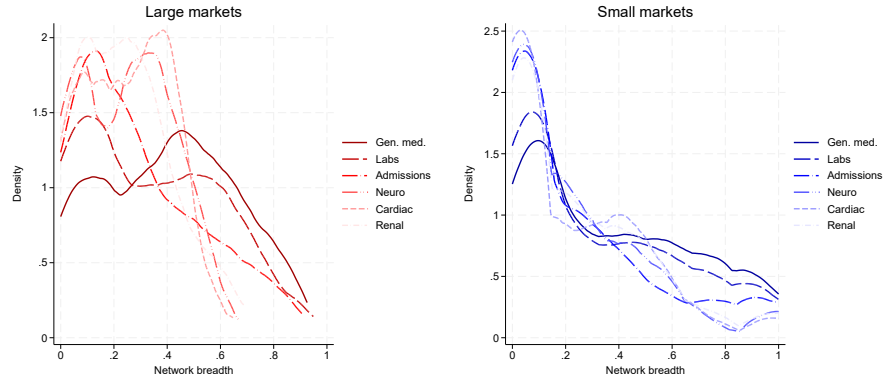 Large markets
Density
2
1.5
1
.5
0
0
.2
.4
.6
.8
1
Network breadth
Gen. med.
Labs
Admissions
Neuro
Cardiac
Renal
Small markets
Density
2.5
2
1.5
1
.5
0
0
.2
.4
.6
.8
1
Network breadth
Gen. med.
Labs
Admissions
Neuro
Cardiac
Renal